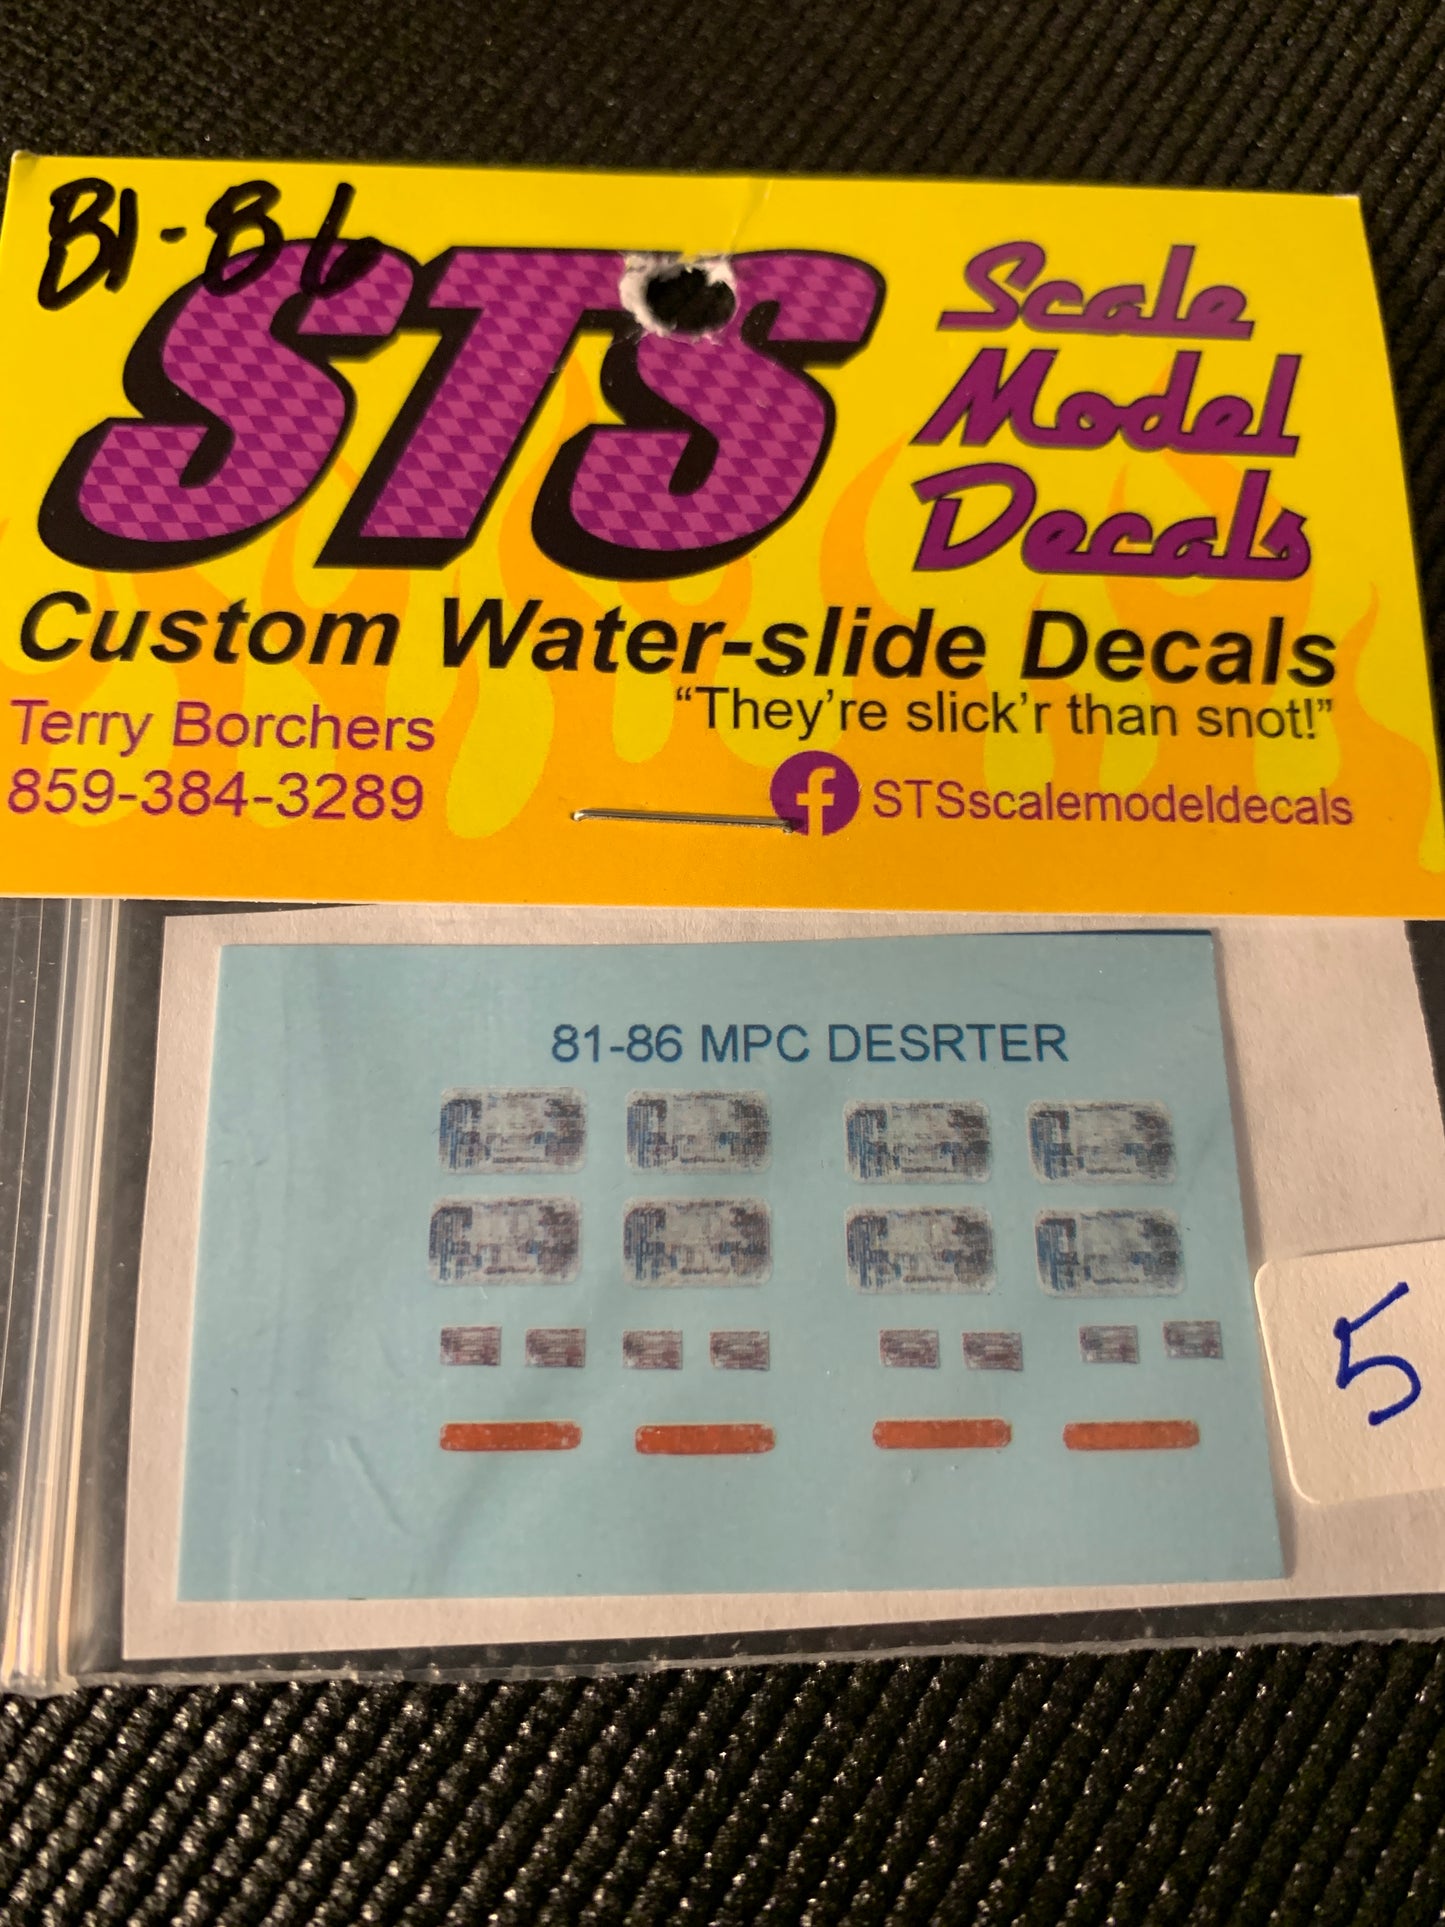 81-86
STS
Scale
Model
Decals
Custom Water-slide Decals
“They’re slick’r than snot!”
Terry Borchers
859-384-3289
f STSscalemodeldecals
81-86 MPC DESRTER
5